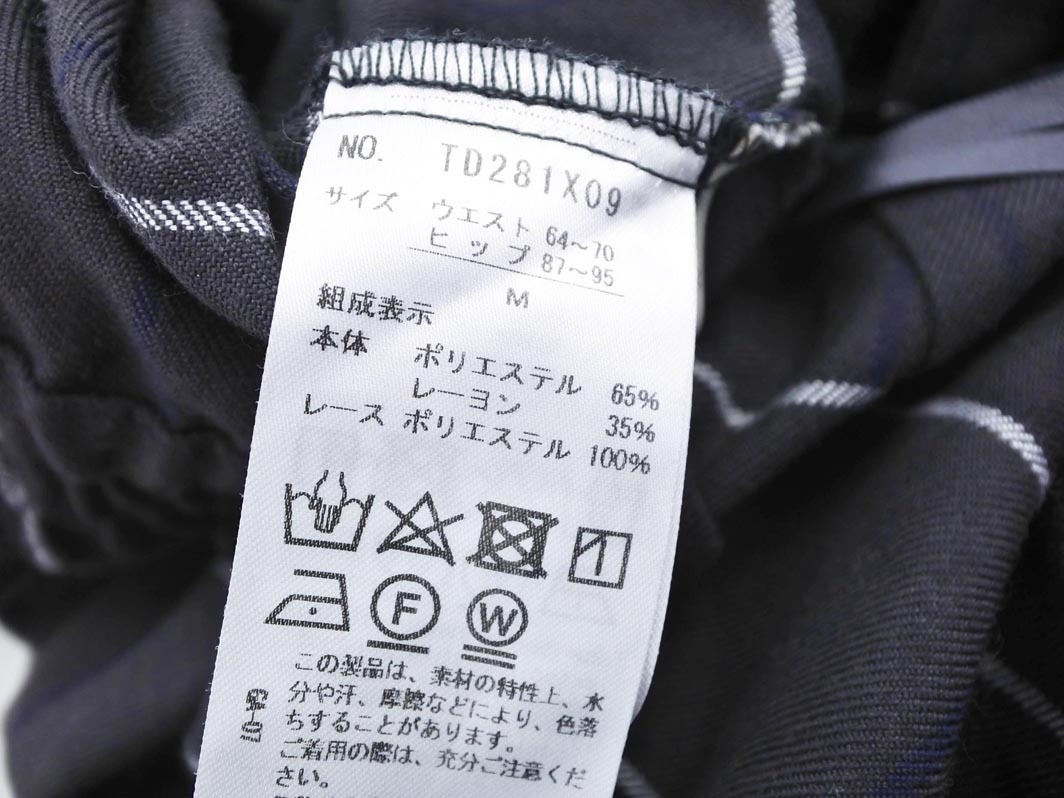 NO. TD281X09
サイズ ウエスト 64～70
ヒップ 87～95
M
組成表示
本体 ポリエステル 65%
レーヨン 35%
レース ポリエステル 100%
F W
この製品は、素材の特性上、水
分や汗、摩擦などにより、色落
ちすることがあります。
ご着用の際は、充分ご注意くだ
さい。